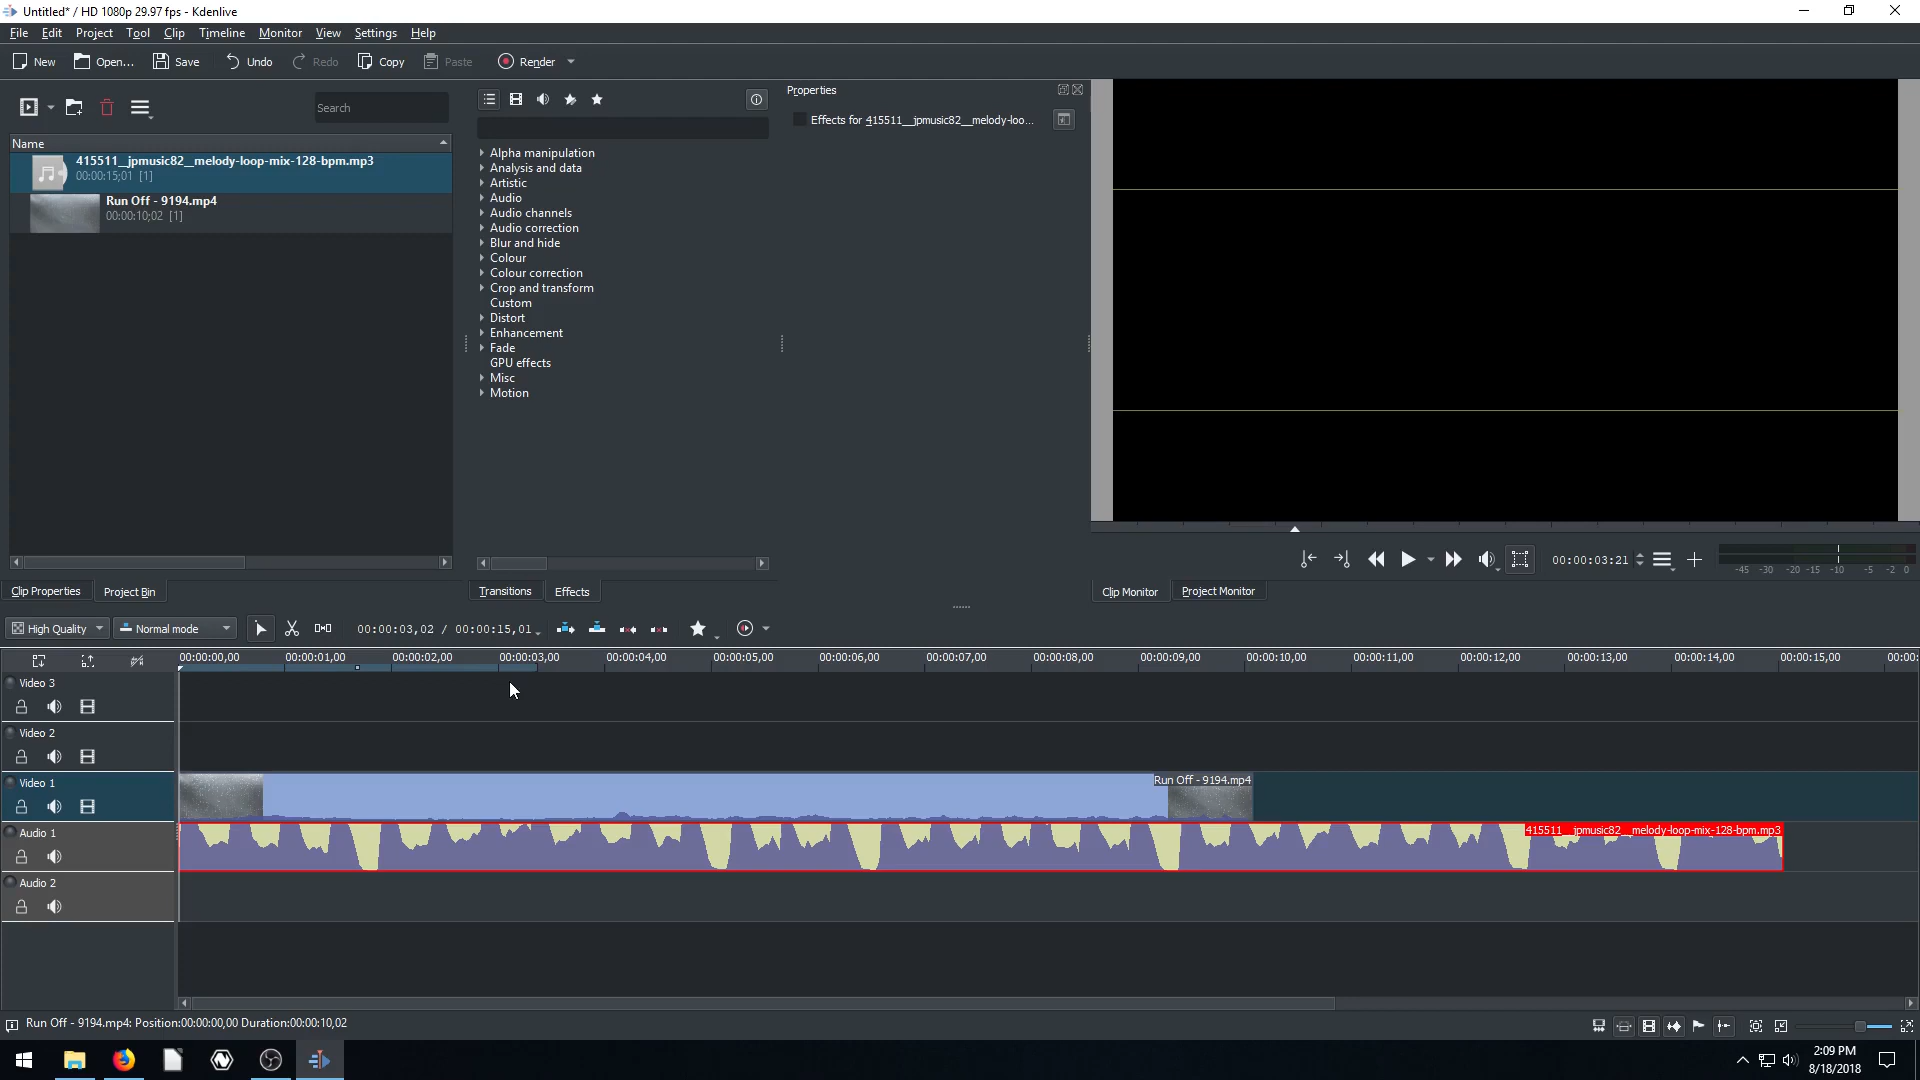 Untitled* / HD 1080p 29.97 fps - Kdenlive
File Edit Project Tool Clip Timeline Monitor View Settings Help
New Open... Save Undo Redo Copy Paste Render
Search
Name
415511__jpmusic82__melody-loop-mix-128-bpm.mp3
00:00:15;01 [1]
Run Off - 9194.mp4
00:00:10;02 [1]
Clip Properties Project Bin
Alpha manipulation
Analysis and data
Artistic
Audio
Audio channels
Audio correction
Blur and hide
Colour
Colour correction
Crop and transform
Custom
Distort
Enhancement
Fade
GPU effects
Misc
Motion
Transitions Effects
Properties
Effects for 415511__jpmusic82__melody-loo...
00:00:03:21
-45 -30 -20 -15 -10 -5 -2 0
Clip Monitor Project Monitor
High Quality Normal mode 00:00:03,02 / 00:00:15,01
00:00:00,00 00:00:01,00 00:00:02,00 00:00:03,00 00:00:04,00 00:00:05,00 00:00:06,00 00:00:07,00 00:00:08,00 00:00:09,00 00:00:10,00 00:00:11,00 00:00:12,00 00:00:13,00 00:00:14,00 00:00:15,00 00:00:
Video 3
Video 2
Video 1
Run Off - 9194.mp4
Audio 1
415511__jpmusic82__melody-loop-mix-128-bpm.mp3
Audio 2
Run Off - 9194.mp4: Position:00:00:00,00 Duration:00:00:10,02
2:09 PM
8/18/2018